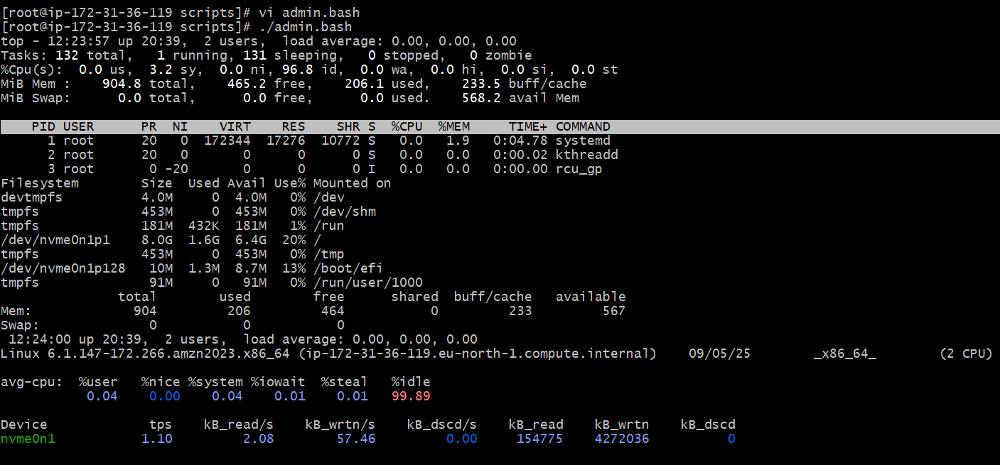 [root@ip-172-31-36-119 scripts]# vi admin.bash
[root@ip-172-31-36-119 scripts]# ./admin.bash
top - 12:23:57 up 20:39,  2 users,  load average: 0.00, 0.00, 0.00
Tasks: 132 total,   1 running, 131 sleeping,   0 stopped,   0 zombie
%Cpu(s):  0.0 us,  3.2 sy,  0.0 ni, 96.8 id,  0.0 wa,  0.0 hi,  0.0 si,  0.0 st
MiB Mem :    904.8 total,    465.2 free,    206.1 used,    233.5 buff/cache
MiB Swap:      0.0 total,      0.0 free,      0.0 used.    568.2 avail Mem
    PID USER      PR  NI    VIRT    RES    SHR S  %CPU  %MEM     TIME+ COMMAND
      1 root      20   0  172344  17276  10772 S   0.0   1.9   0:04.78 systemd
      2 root      20   0       0      0      0 S   0.0   0.0   0:00.02 kthreadd
      3 root       0 -20       0      0      0 I   0.0   0.0   0:00.00 rcu_gp
Filesystem        Size  Used Avail Use% Mounted on
devtmpfs          4.0M     0  4.0M   0% /dev
tmpfs             453M     0  453M   0% /dev/shm
tmpfs             181M  432K  181M   1% /run
/dev/nvme0n1p1    8.0G  1.6G  6.4G  20% /
tmpfs             453M     0  453M   0% /tmp
/dev/nvme0n1p128   10M  1.3M  8.7M  13% /boot/efi
tmpfs              91M     0   91M   0% /run/user/1000
               total        used        free      shared  buff/cache   available
Mem:             904         206         464           0         233         567
Swap:              0           0           0
 12:24:00 up 20:39,  2 users,  load average: 0.00, 0.00, 0.00
Linux 6.1.147-172.266.amzn2023.x86_64 (ip-172-31-36-119.eu-north-1.compute.internal)    09/05/25        _x86_64_        (2 CPU)
avg-cpu:  %user   %nice %system %iowait  %steal   %idle
           0.04    0.00    0.04    0.01    0.01   99.89
Device             tps    kB_read/s    kB_wrtn/s    kB_dscd/s    kB_read    kB_wrtn    kB_dscd
nvme0n1           1.10         2.08        57.46         0.00     154775    4272036          0